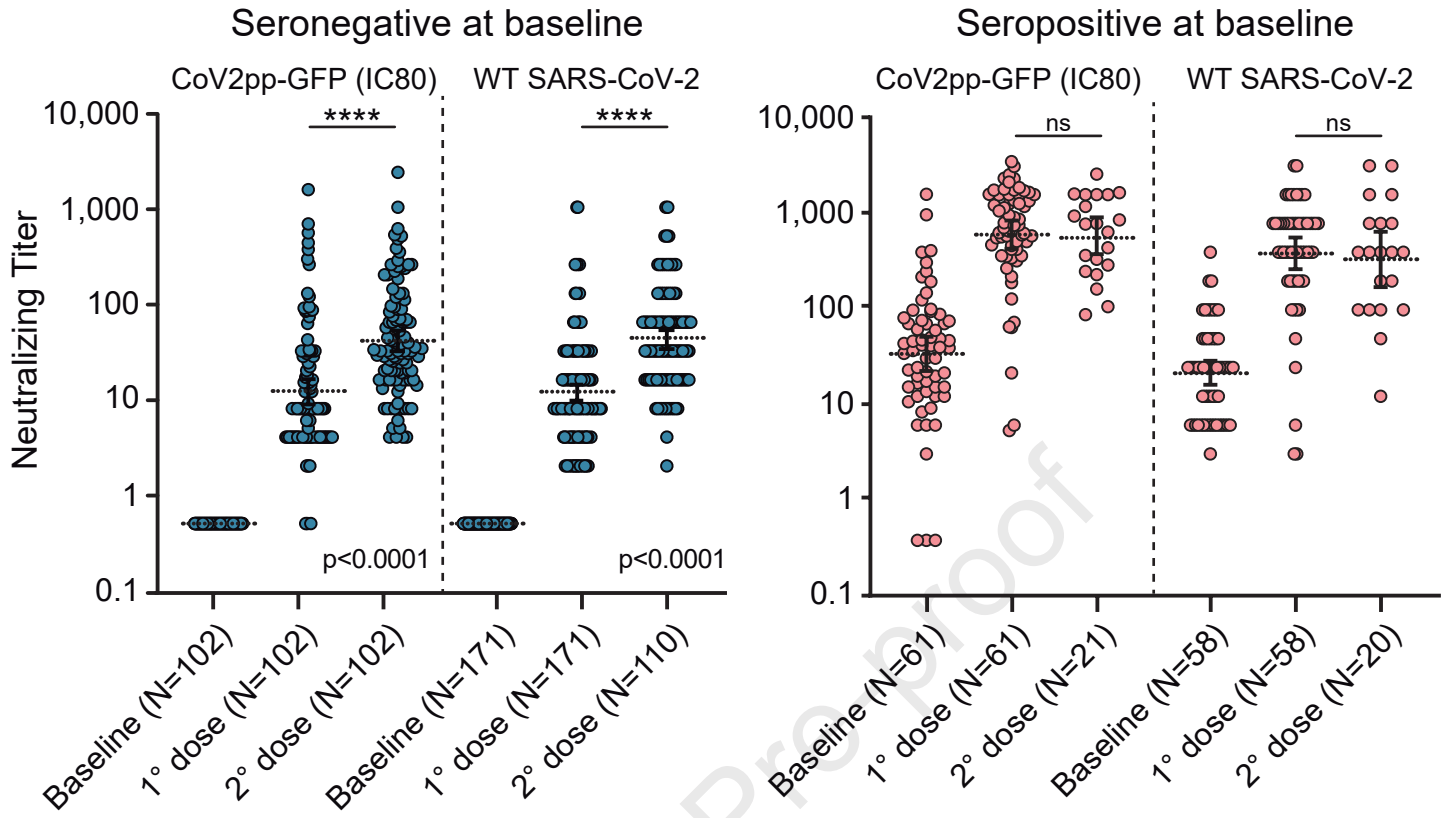 Seronegative at baseline
CoV2pp-GFP (IC80) WT SARS-CoV-2
**** ****
Neutralizing Titer
10,000
1,000
100
10
1
0.1
p<0.0001 p<0.0001
Baseline (N=102)
1° dose (N=102)
2° dose (N=102)
Baseline (N=171)
1° dose (N=171)
2° dose (N=110)
Seropositive at baseline
CoV2pp-GFP (IC80) WT SARS-CoV-2
ns ns
10,000
1,000
100
10
1
0.1
Baseline (N=61)
1° dose (N=61)
2° dose (N=21)
Baseline (N=58)
1° dose (N=58)
2° dose (N=20)
Pre-proof